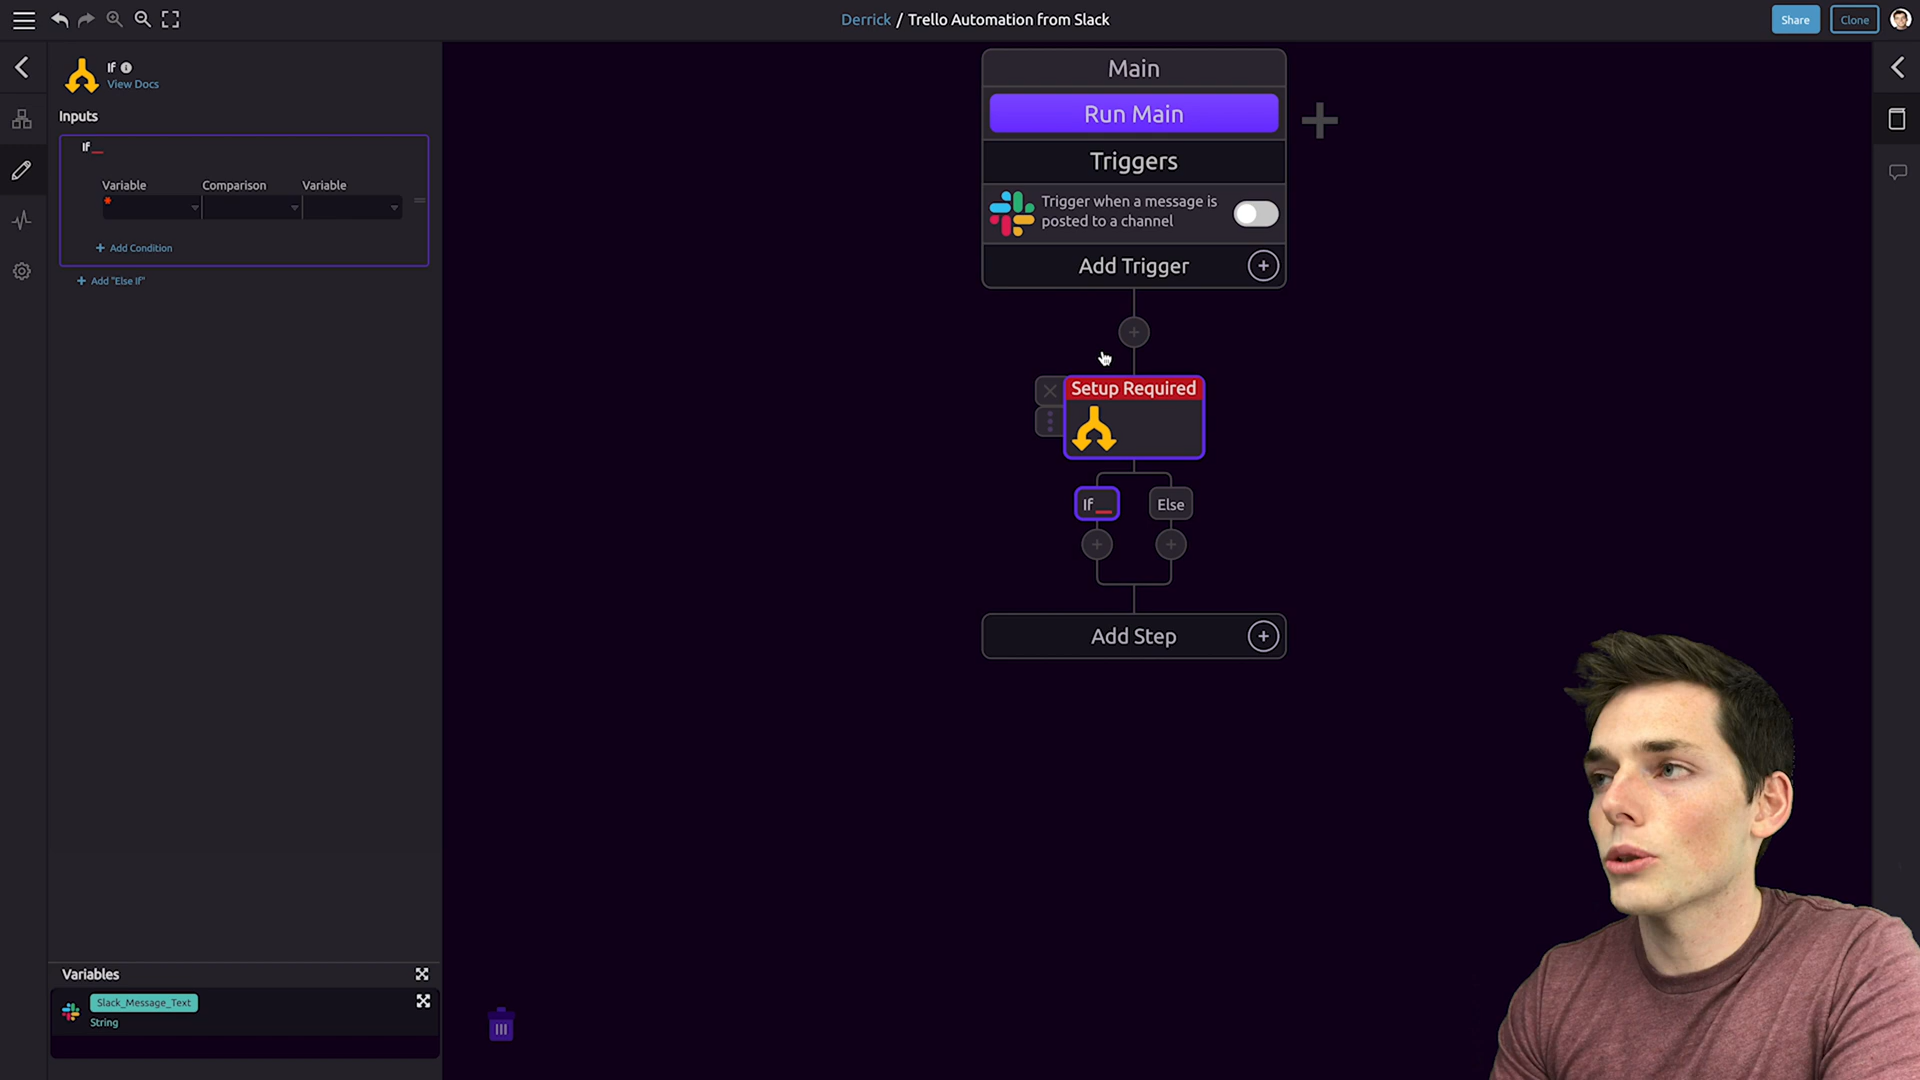 Derrick / Trello Automation from Slack
Share
Clone
If
View Docs
Inputs
If
Variable
Comparison
Variable
*
+ Add Condition
+ Add "Else If"
Main
Run Main
Triggers
Trigger when a message is
posted to a channel
Add Trigger
Setup Required
If
Else
Add Step
Variables
Slack_Message_Text
String